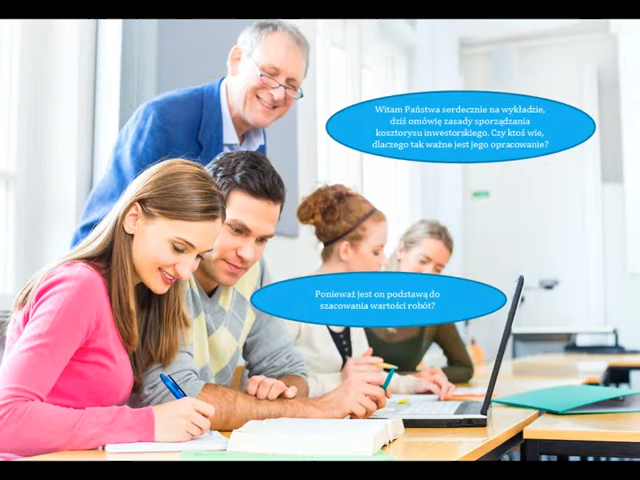 Witam Państwa serdecznie na wykładzie,
dziś omówię zasady sporządzania
kosztorysu inwestorskiego. Czy ktoś wie,
dlaczego tak ważne jest jego opracowanie?
Ponieważ jest on podstawą do
szacowania wartości robót?